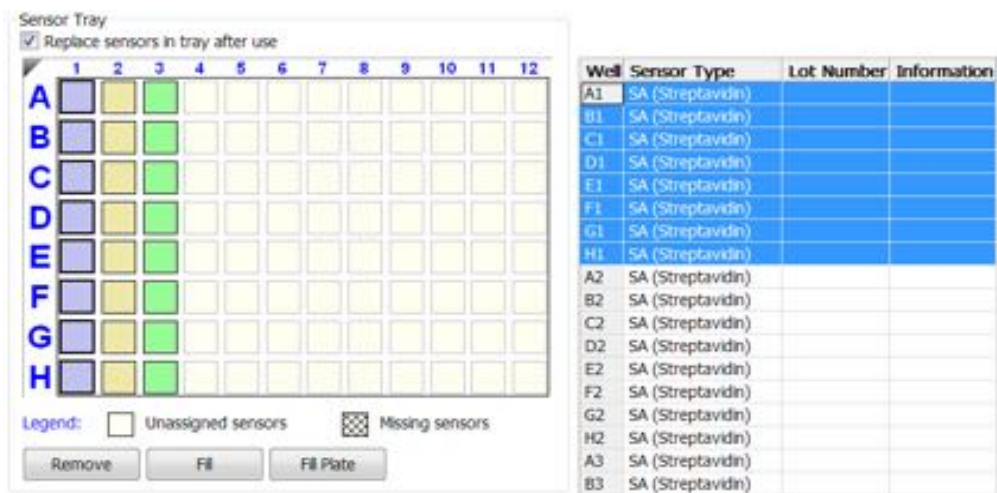 Sensor Tray
Replace sensors in tray after use
1 2 3 4 5 6 7 8 9 10 11 12
A
B
C
D
E
F
G
H
Legend: Unassigned sensors Missing sensors
Remove Fill Fill Plate
Well Sensor Type Lot Number Information
A1 SA (Streptavidin)
B1 SA (Streptavidin)
C1 SA (Streptavidin)
D1 SA (Streptavidin)
E1 SA (Streptavidin)
F1 SA (Streptavidin)
G1 SA (Streptavidin)
H1 SA (Streptavidin)
A2 SA (Streptavidin)
B2 SA (Streptavidin)
C2 SA (Streptavidin)
D2 SA (Streptavidin)
E2 SA (Streptavidin)
F2 SA (Streptavidin)
G2 SA (Streptavidin)
H2 SA (Streptavidin)
A3 SA (Streptavidin)
B3 SA (Streptavidin)